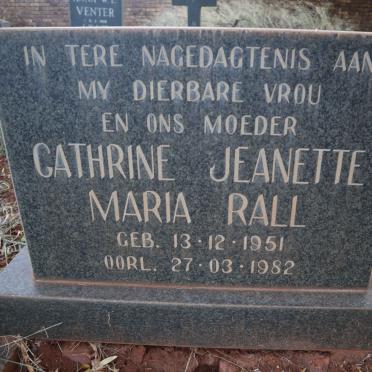 VENTER
IN TERE NAGEDAGTENIS AAN
MY DIERBARE VROU
EN ONS MOEDER
CATHRINE JEANETTE
MARIA RALL
GEB. 13·12·1951
OORL. 27·03·1982